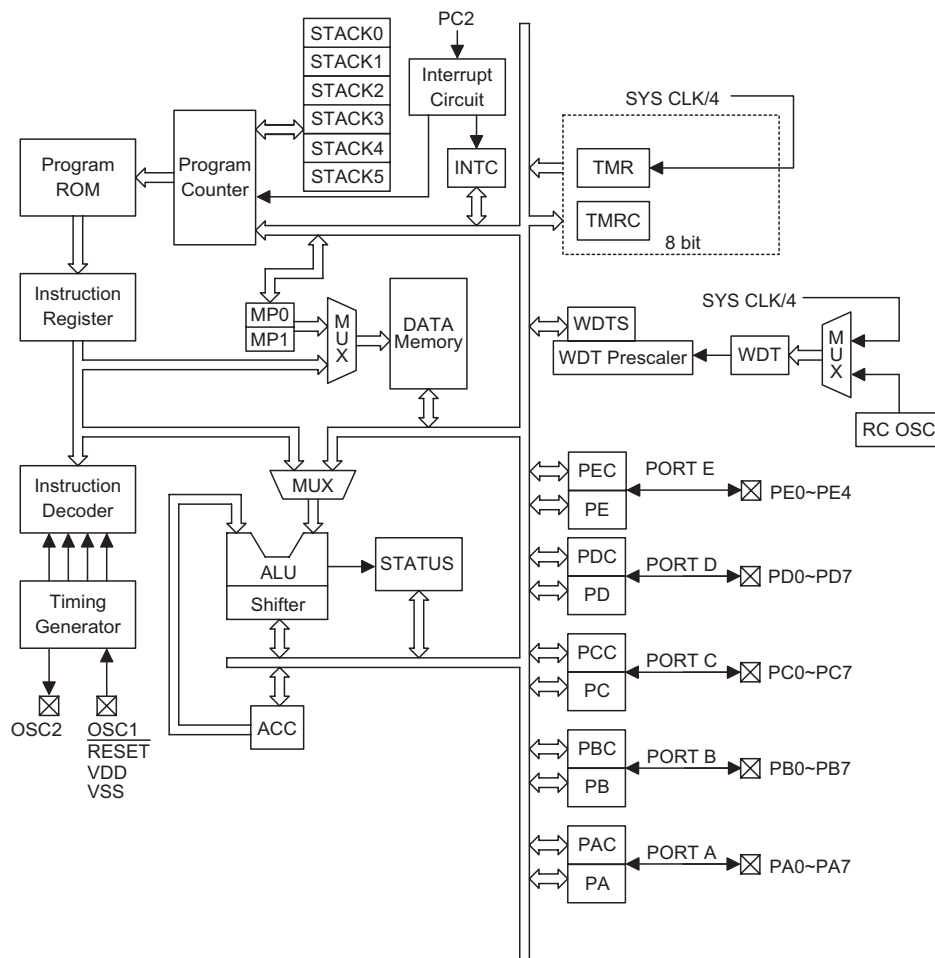 STACK0
STACK1
STACK2
STACK3
STACK4
STACK5
PC2
Interrupt
Circuit
INTC
Program
ROM
Program
Counter
SYS CLK/4
TMR
TMRC
8 bit
Instruction
Register
MP0
MP1
MUX
DATA
Memory
WDTS
WDT Prescaler
WDT
SYS CLK/4
MUX
RC OSC
Instruction
Decoder
MUX
ALU
Shifter
STATUS
Timing
Generator
OSC2
OSC1
RESET
VDD
VSS
ACC
PEC
PE
PORT E
PE0~PE4
PDC
PD
PORT D
PD0~PD7
PCC
PC
PORT C
PC0~PC7
PBC
PB
PORT B
PB0~PB7
PAC
PA
PORT A
PA0~PA7